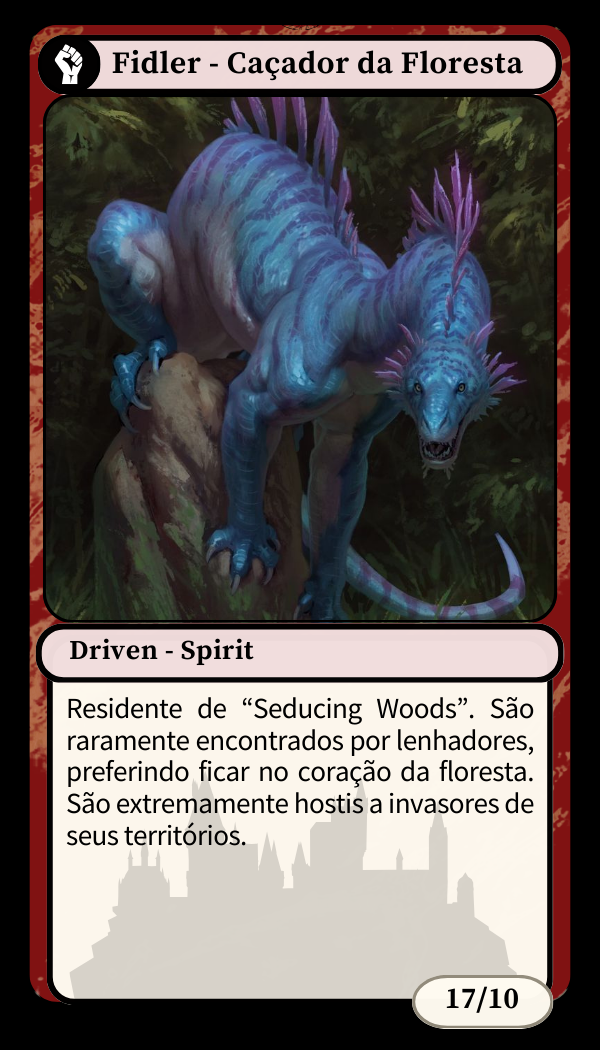 Fidler - Caçador da Floresta
Driven - Spirit
Residente de “Seducing Woods”. São
raramente encontrados por lenhadores,
preferindo ficar no coração da floresta.
São extremamente hostis a invasores de
seus territórios.
17/10